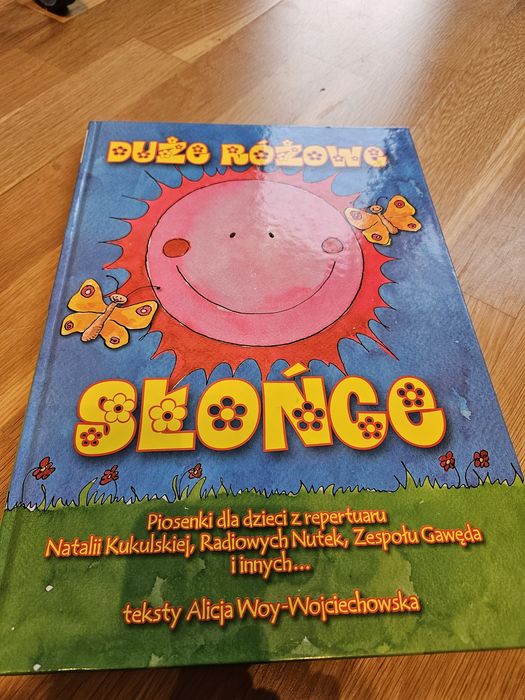 DUŻE RÓŻOWE
SŁOŃCE
Piosenki dla dzieci z repertuaru
Natalii Kukulskiej, Radiowych Nutek, Zespołu Gawęda
i innych...
teksty Alicja Woy-Wojciechowska